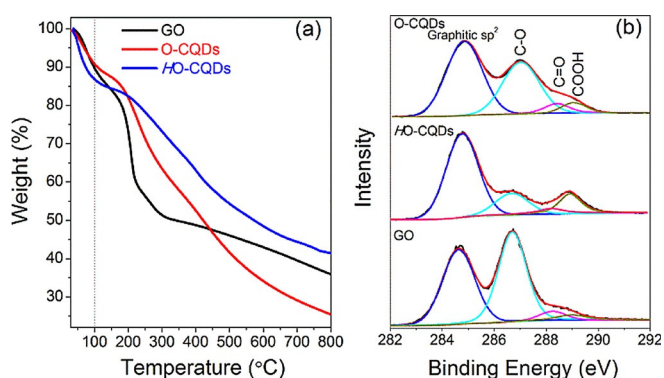 (a)
GO
O-CQDs
HO-CQDs
Weight (%)
100
90
80
70
60
50
40
30
20
0 100 200 300 400 500 600 700 800
Temperature (°C)
(b)
O-CQDs
Graphitic sp²
C-O
C=O
COOH
HO-CQDs
GO
Intensity
282 284 286 288 290 292
Binding Energy (eV)